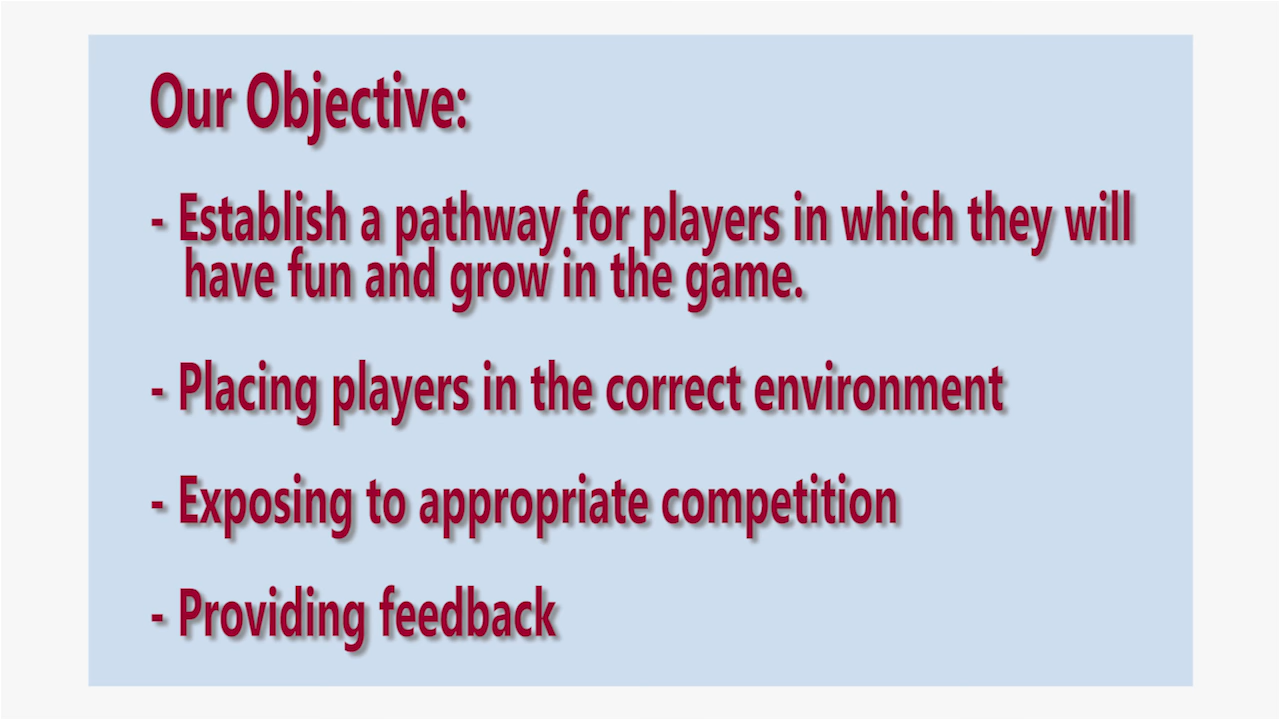 Our Objective:
- Establish a pathway for players in which they will
have fun and grow in the game.
- Placing players in the correct environment
- Exposing to appropriate competition
- Providing feedback